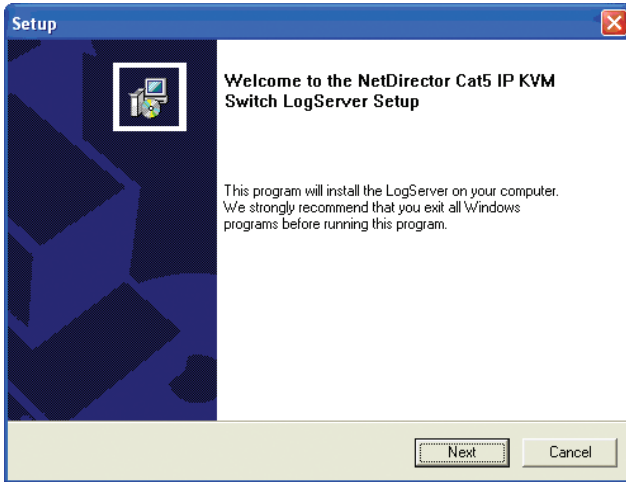 Setup
Welcome to the NetDirector Cat5 IP KVM
Switch LogServer Setup
This program will install the LogServer on your computer.
We strongly recommend that you exit all Windows
programs before running this program.
Next
Cancel